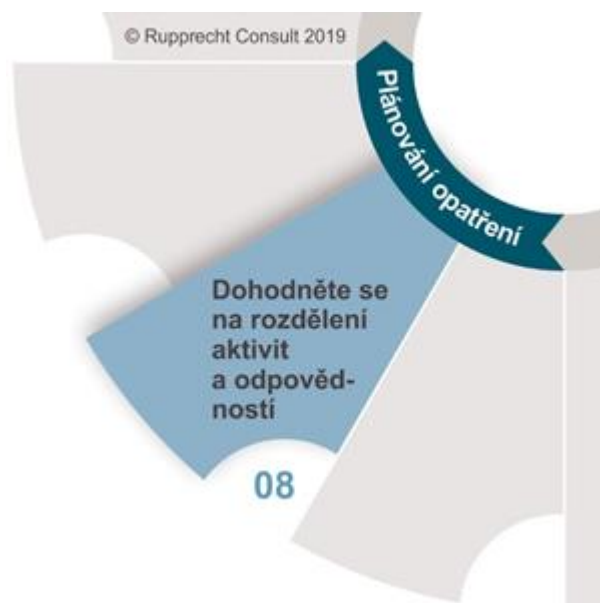 © Rupprecht Consult 2019
Plánování opatření
Dohodněte se
na rozdělení
aktivit
a odpověd-
ností
08